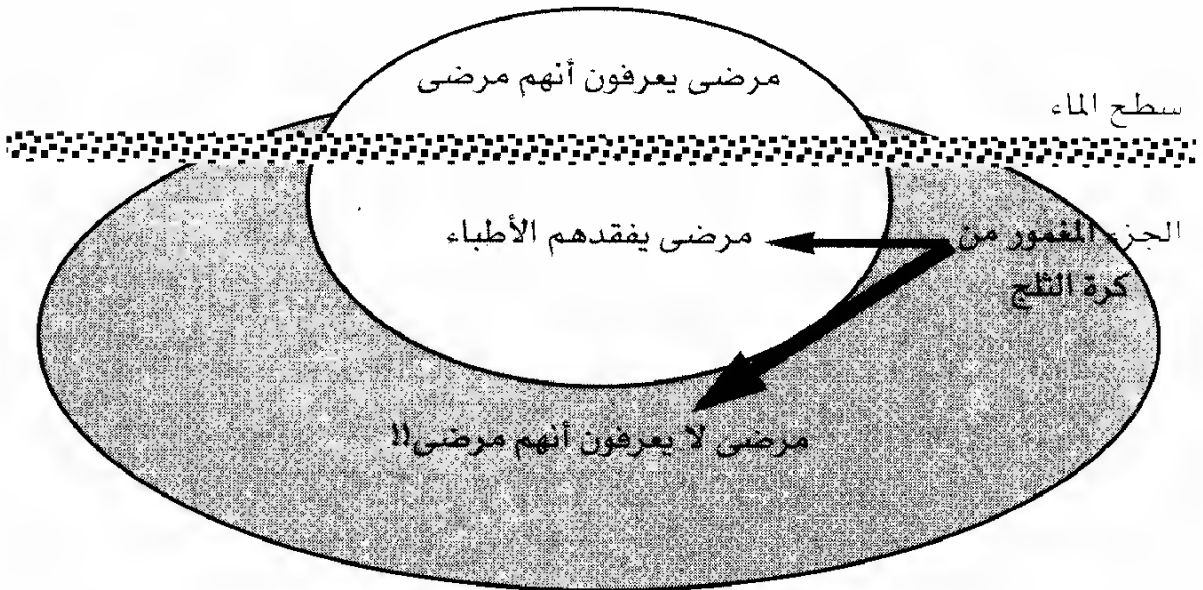 مرضى يعرفون أنهم مرضى
سطح الماء
الجزء المغمور من
كرة الثلج
مرضى يفقدهم الأطباء
مرضى لا يعرفون أنهم مرضى!!